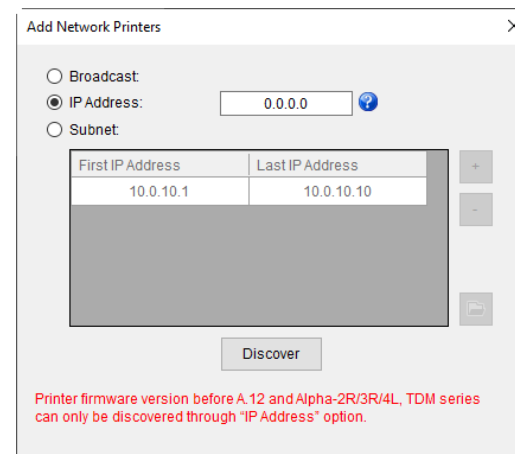 Add Network Printers
Broadcast:
IP Address: 0.0.0.0
Subnet:
First IP Address Last IP Address
10.0.10.1 10.0.10.10
+
-
Discover
Printer firmware version before A.12 and Alpha-2R/3R/4L, TDM series
can only be discovered through “IP Address” option.